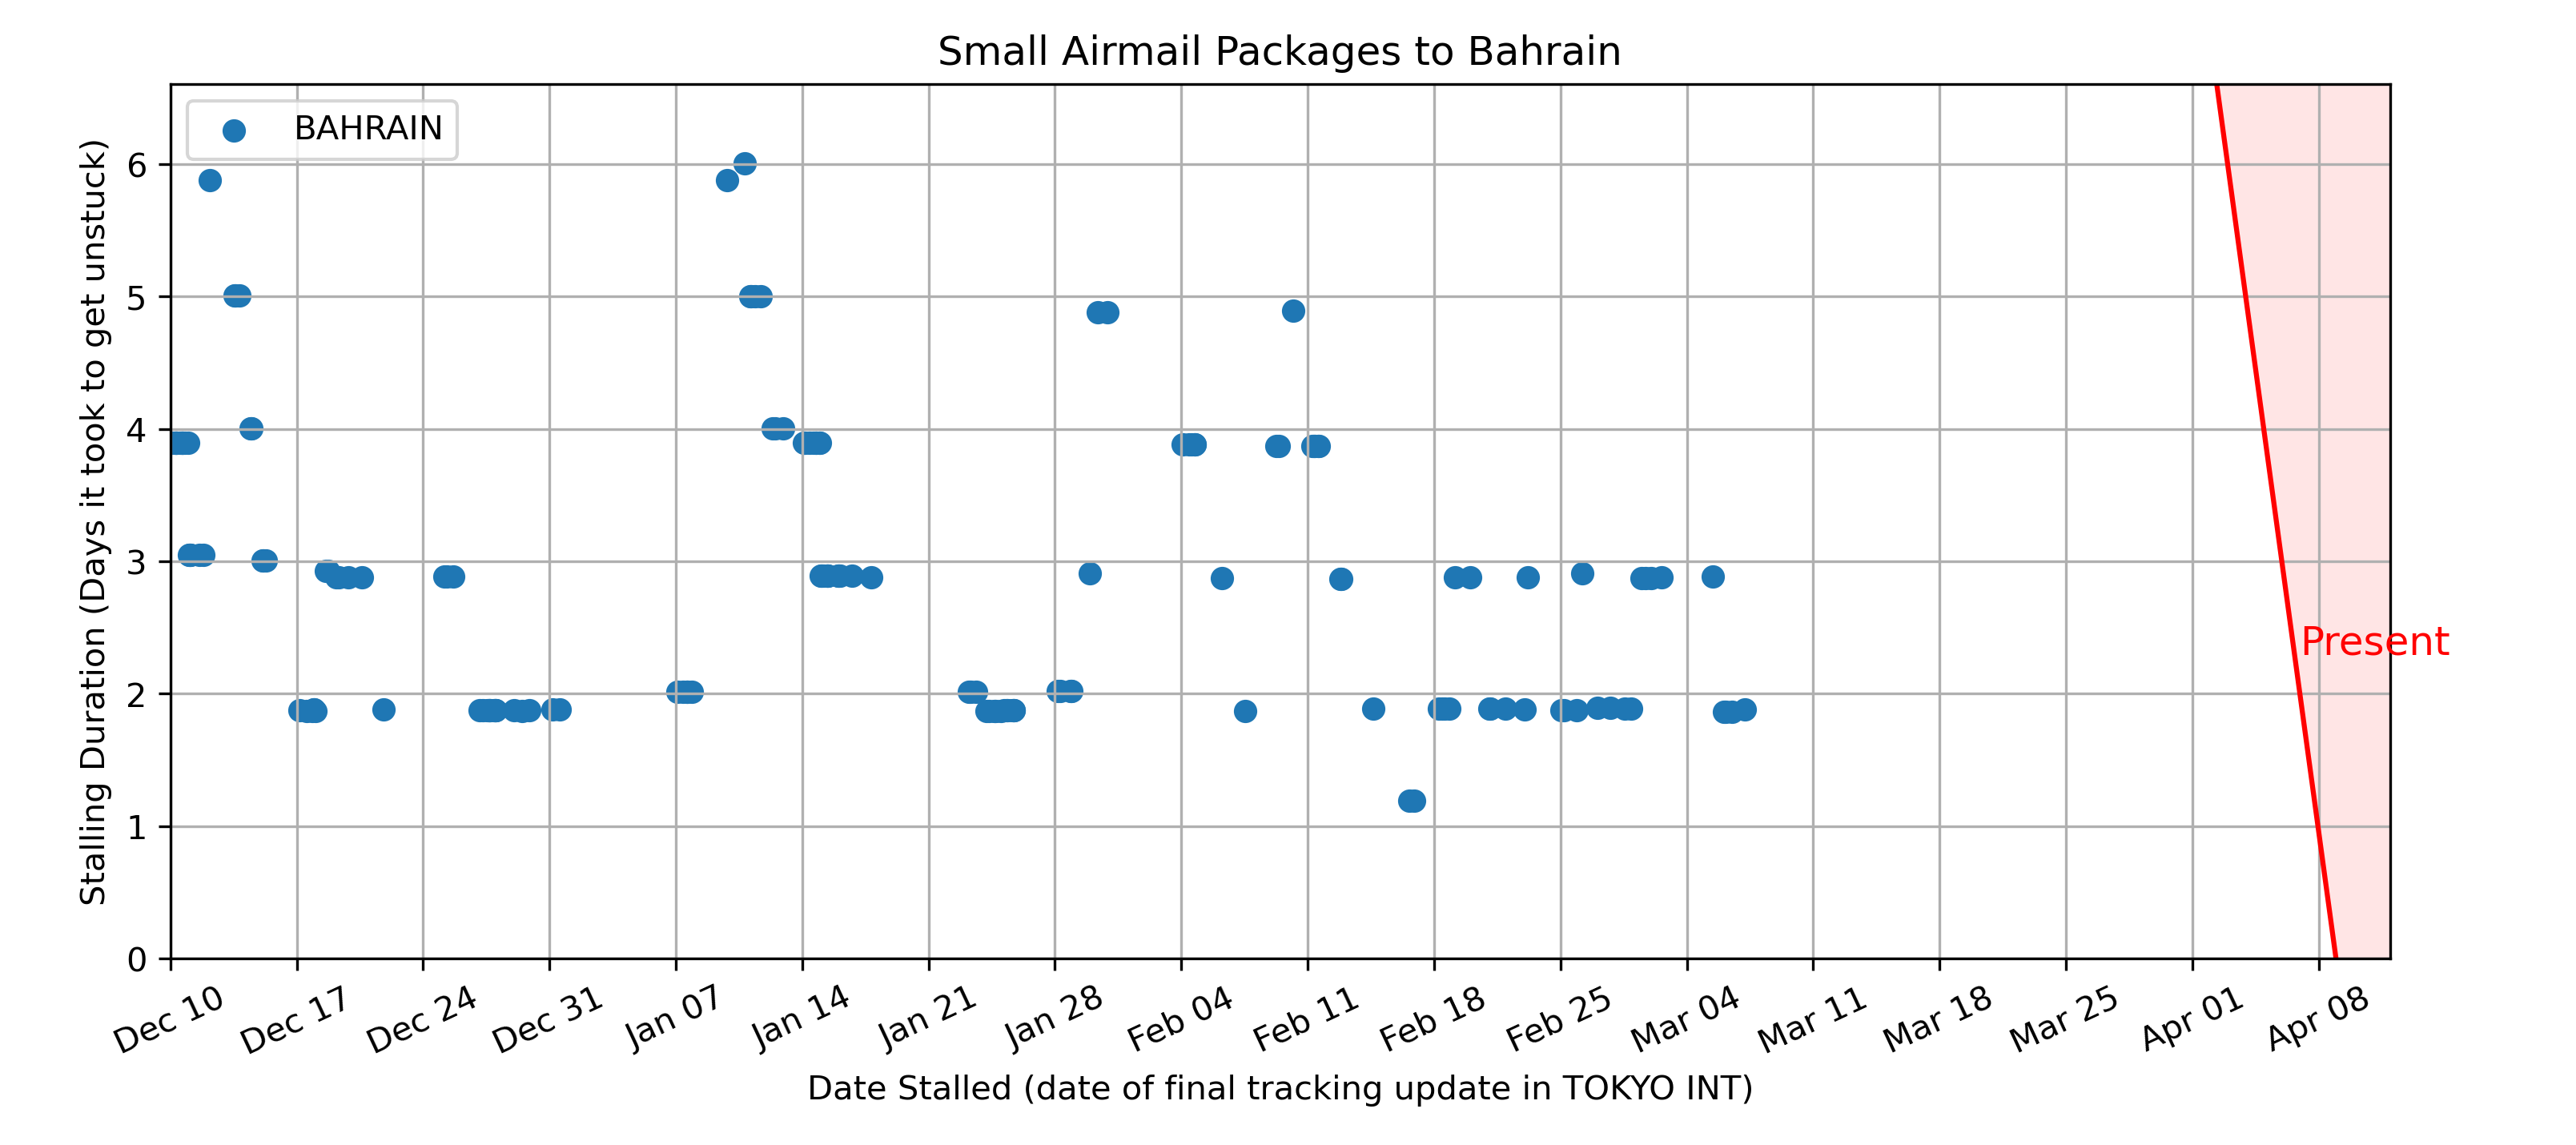 Small Airmail Packages to Bahrain
BAHRAIN
Stalling Duration (Days it took to get unstuck)
6
5
4
3
2
1
0
Present
Dec 10
Dec 17
Dec 24
Dec 31
Jan 07
Jan 14
Jan 21
Jan 28
Feb 04
Feb 11
Feb 18
Feb 25
Mar 04
Mar 11
Mar 18
Mar 25
Apr 01
Apr 08
Date Stalled (date of final tracking update in TOKYO INT)